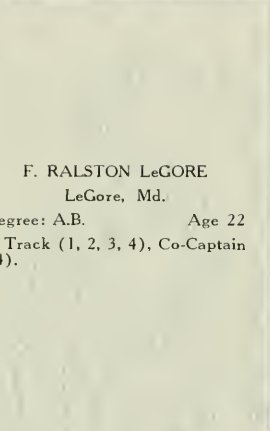 F. RALSTON LeGORE
LeGore, Md.
egree: A.B. Age 22
Track (1, 2, 3, 4), Co-Captain
4).